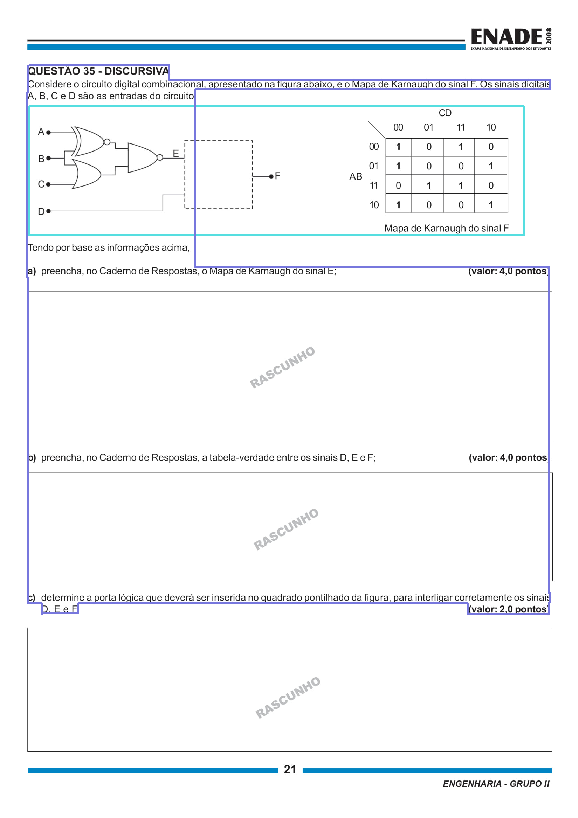 ENADE 2008
EXAME NACIONAL DE DESEMPENHO DOS ESTUDANTES
QUESTÃO 35 - DISCURSIVA
Considere o circuito digital combinacional, apresentado na figura abaixo, e o Mapa de Karnaugh do sinal F. Os sinais digitais
A, B, C e D são as entradas do circuito.
A
B
C
D
E
F
CD
00 01 11 10
AB
00 1 0 1 0
01 1 0 0 1
11 0 1 1 0
10 1 0 0 1
Mapa de Karnaugh do sinal F
Tendo por base as informações acima,
a) preencha, no Caderno de Respostas, o Mapa de Karnaugh do sinal E; (valor: 4,0 pontos)
RASCUNHO
b) preencha, no Caderno de Respostas, a tabela-verdade entre os sinais D, E e F; (valor: 4,0 pontos)
RASCUNHO
c) determine a porta lógica que deverá ser inserida no quadrado pontilhado da figura, para interligar corretamente os sinais
D, E e F. (valor: 2,0 pontos)
RASCUNHO
21
ENGENHARIA - GRUPO II